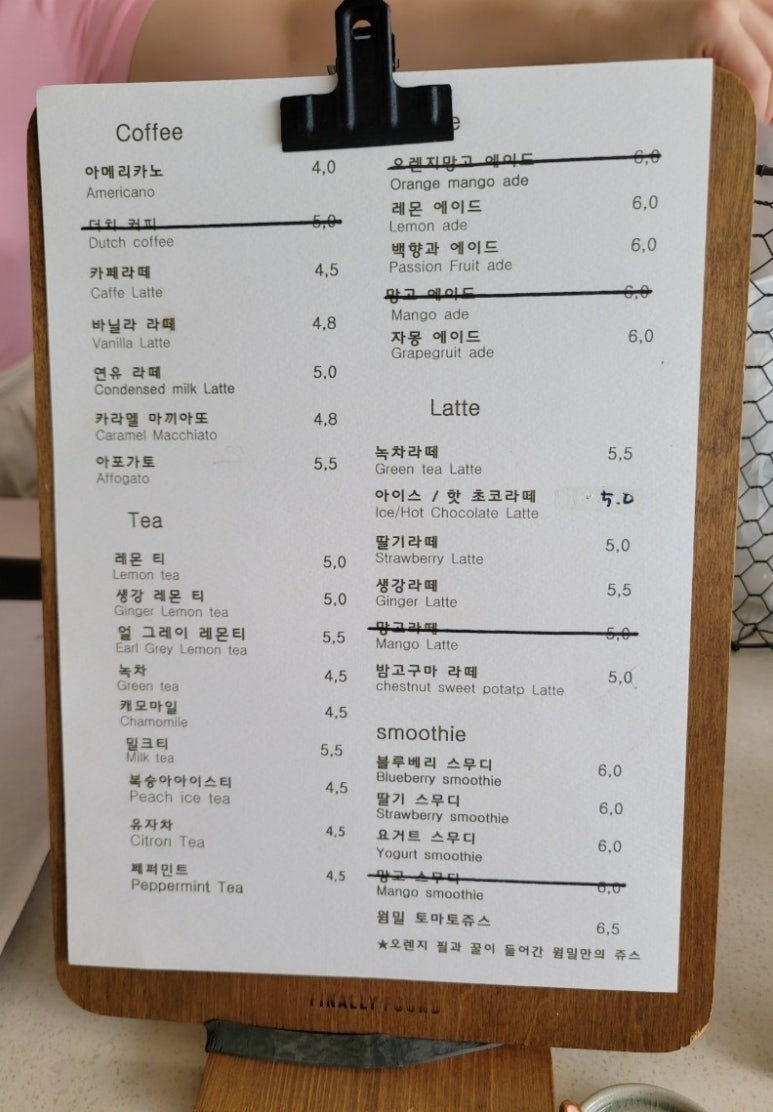 Coffee
아메리카노 4,0
Americano
더치 커피 5,0
Dutch coffee
카페라떼 4,5
Caffe Latte
바닐라 라떼 4,8
Vanilla Latte
연유 라떼 5,0
Condensed milk Latte
카라멜 마끼아또 4,8
Caramel Macchiato
아포가토 5,5
Affogato
Tea
레몬 티 5,0
Lemon tea
생강 레몬 티 5,0
Ginger Lemon tea
얼 그레이 레몬티 5,5
Earl Grey Lemon tea
녹차 4,5
Green tea
캐모마일 4,5
Chamomile
밀크티 5,5
Milk tea
복숭아아이스티 4,5
Peach ice tea
유자차 4,5
Citron Tea
페퍼민트 4,5
Peppermint Tea
e
오렌지망고 에이드 6,0
Orange mango ade
레몬 에이드 6,0
Lemon ade
백향과 에이드 6,0
Passion Fruit ade
망고 에이드 6,0
Mango ade
자몽 에이드 6,0
Grapegruit ade
Latte
녹차라떼 5,5
Green tea Latte
아이스 / 핫 초코라떼 5.0
Ice/Hot Chocolate Latte
딸기라떼 5,0
Strawberry Latte
생강라떼 5,5
Ginger Latte
망고라떼 5,0
Mango Latte
밤고구마 라떼 5,0
chestnut sweet potatp Latte
smoothie
블루베리 스무디 6,0
Blueberry smoothie
딸기 스무디 6,0
Strawberry smoothie
요거트 스무디 6,0
Yogurt smoothie
망고 스무디 6,0
Mango smoothie
웜밀 토마토쥬스 6,5
★오렌지 필과 꿀이 들어간 웜밀만의 쥬스
FINALLY FOUND